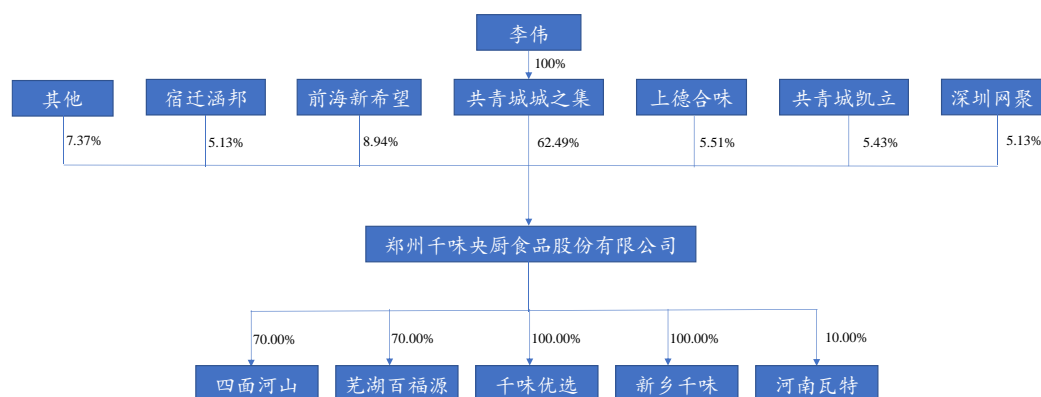 李伟
100%
其他
宿迁涵邦
前海新希望
共青城城之集
上德合味
共青城凯立
深圳网聚
7.37%
5.13%
8.94%
62.49%
5.51%
5.43%
5.13%
郑州千味央厨食品股份有限公司
70.00%
70.00%
100.00%
100.00%
10.00%
四面河山
芜湖百福源
千味优选
新乡千味
河南瓦特